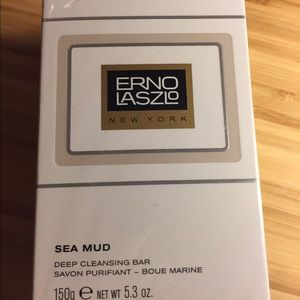 ERNO
LASZLO
NEW YORK
SEA MUD
DEEP CLEANSING BAR
SAVON PURIFIANT – BOUE MARINE
150g e NET WT 5.3 OZ.